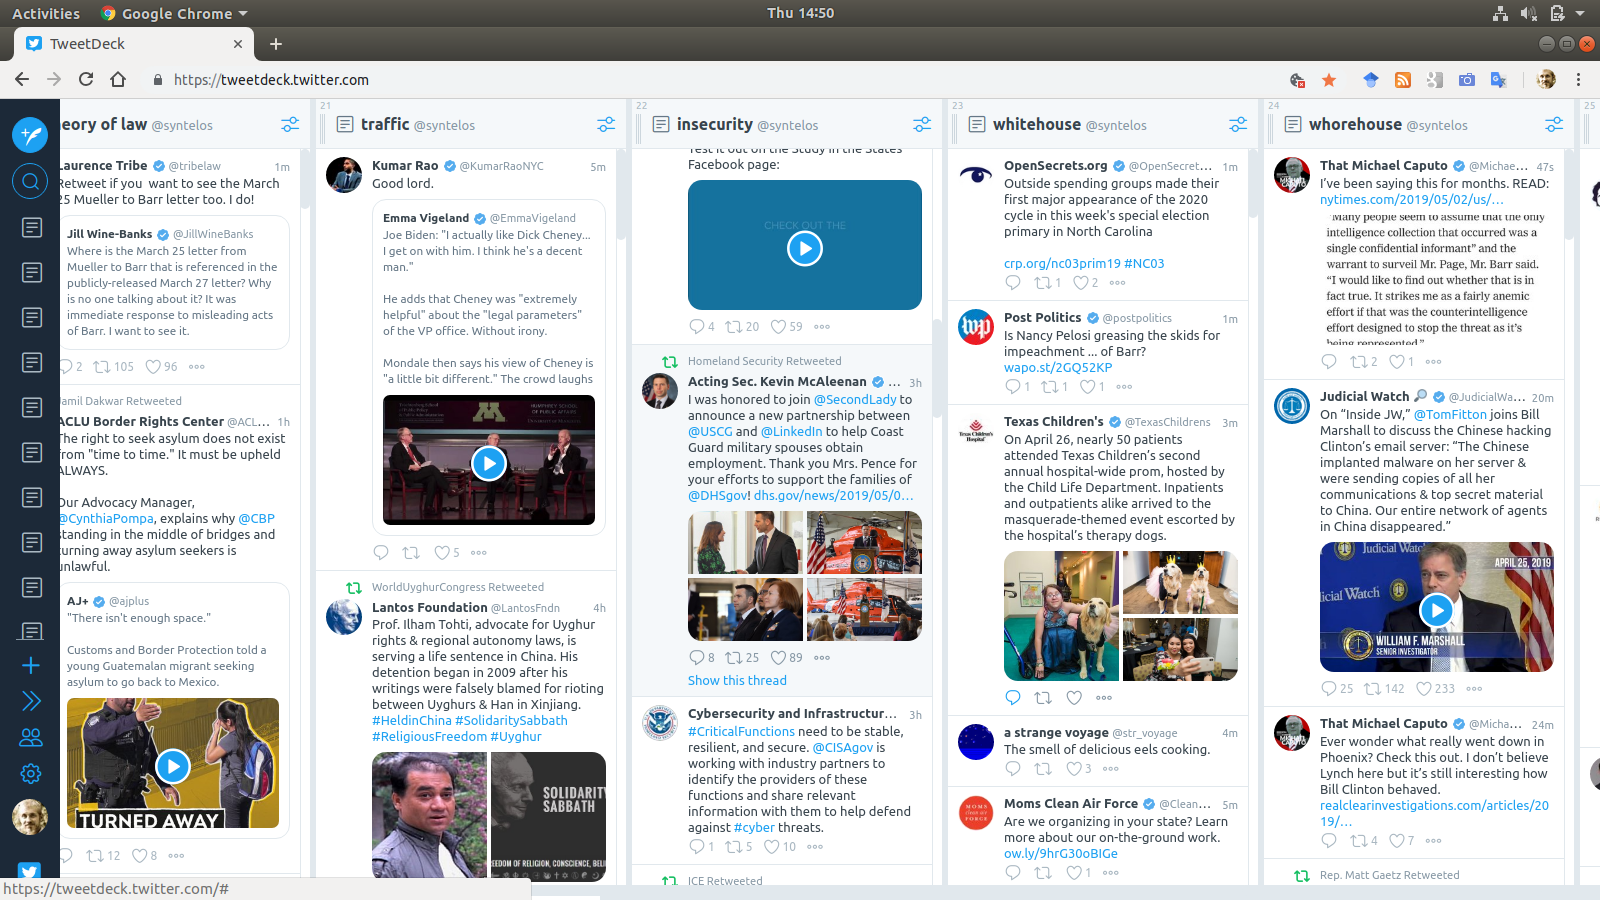 Activities
Google Chrome
Thu 14:50
TweetDeck
https://tweetdeck.twitter.com
eory of law @syntelos
Laurence Tribe @tribelaw 1m
Retweet if you want to see the March
25 Mueller to Barr letter too. I do!
Jill Wine-Banks @JillWineBanks
Where is the March 25 letter from
Mueller to Barr that is referenced in the
publicly-released March 27 letter? Why
is no one talking about it? It was
immediate response to misleading acts
of Barr. I want to see it.
2 105 96
Jamil Dakwar Retweeted
ACLU Border Rights Center @ACL... 1h
The right to seek asylum does not exist
from "time to time." It must be upheld
ALWAYS.
Our Advocacy Manager,
@CynthiaPompa, explains why @CBP
standing in the middle of bridges and
turning away asylum seekers is
unlawful.
AJ+ @ajplus
"There isn't enough space."
Customs and Border Protection told a
young Guatemalan migrant seeking
asylum to go back to Mexico.
TURNED AWAY
12 8
https://tweetdeck.twitter.com/#
21
traffic @syntelos
Kumar Rao @KumarRaoNYC 5m
Good lord.
Emma Vigeland @EmmaVigeland
Joe Biden: "I actually like Dick Cheney...
I get on with him. I think he's a decent
man."
He adds that Cheney was "extremely
helpful" about the "legal parameters"
of the VP office. Without irony.
Mondale then says his view of Cheney is
"a little bit different." The crowd laughs
5
WorldUyghurCongress Retweeted
Lantos Foundation @LantosFndn 4h
Prof. Ilham Tohti, advocate for Uyghur
rights & regional autonomy laws, is
serving a life sentence in China. His
detention began in 2009 after his
writings were falsely blamed for rioting
between Uyghurs & Han in Xinjiang.
#HeldinChina #SolidaritySabbath
#ReligiousFreedom #Uyghur
SOLIDARITY
SABBATH
EEDOM OF RELIGION, CONSCIENCE, BELI
22
insecurity @syntelos
Test it out on the Study in the States
Facebook page:
CHECK OUT THE
4 20 59
Homeland Security Retweeted
Acting Sec. Kevin McAleenan ... 3h
I was honored to join @SecondLady to
announce a new partnership between
@USCG and @LinkedIn to help Coast
Guard military spouses obtain
employment. Thank you Mrs. Pence for
your efforts to support the families of
@DHSgov! dhs.gov/news/2019/05/0...
8 25 89
Show this thread
Cybersecurity and Infrastructur... 3h
#CriticalFunctions need to be stable,
resilient, and secure. @CISAgov is
working with industry partners to
identify the providers of these
functions and share relevant
information with them to help defend
against #cyber threats.
1 5 10
ICE Retweeted
23
whitehouse @syntelos
OpenSecrets.org @OpenSecret... 1m
Outside spending groups made their
first major appearance of the 2020
cycle in this week's special election
primary in North Carolina
crp.org/nc03prim19 #NC03
1 2
wp
Post Politics @postpolitics 1m
Is Nancy Pelosi greasing the skids for
impeachment ... of Barr?
wapo.st/2GQ52KP
1 1 1
Texas Children's Hospital
Texas Children's @TexasChildrens 3m
On April 26, nearly 50 patients
attended Texas Children’s second
annual hospital-wide prom, hosted by
the Child Life Department. Inpatients
and outpatients alike arrived to the
masquerade-themed event escorted by
the hospital’s therapy dogs.
a strange voyage @str_voyage 4m
The smell of delicious eels cooking.
3
MOMS clean air FORCE
Moms Clean Air Force @Clean... 5m
Are we organizing in your state? Learn
more about our on-the-ground work.
ow.ly/9hrG30oBIGe
1
24
whorehouse @syntelos
That Michael Caputo @Michae... 47s
I’ve been saying this for months. READ:
nytimes.com/2019/05/02/us/...
"Many people seem to assume that the only
intelligence collection that occurred was a
single confidential informant” and the
warrant to surveil Mr. Page, Mr. Barr said.
“I would like to find out whether that is in
fact true. It strikes me as a fairly anemic
effort if that was the counterintelligence
effort designed to stop the threat as it’s
being represented.”
2 1
Judicial Watch @JudicialWa... 20m
On “Inside JW,” @TomFitton joins Bill
Marshall to discuss the Chinese hacking
Clinton’s email server: “The Chinese
implanted malware on her server &
were sending copies of all her
communications & top secret material
to China. Our entire network of agents
in China disappeared.”
Judicial Watch
APRIL 26, 2019
icial Watch
WILLIAM F. MARSHALL
SENIOR INVESTIGATOR
25 142 233
That Michael Caputo @Micha... 24m
Ever wonder what really went down in
Phoenix? Check this out. I don’t believe
Lynch here but it’s still interesting how
Bill Clinton behaved.
realclearinvestigations.com/articles/20
19/...
4 7
Rep. Matt Gaetz Retweeted
25